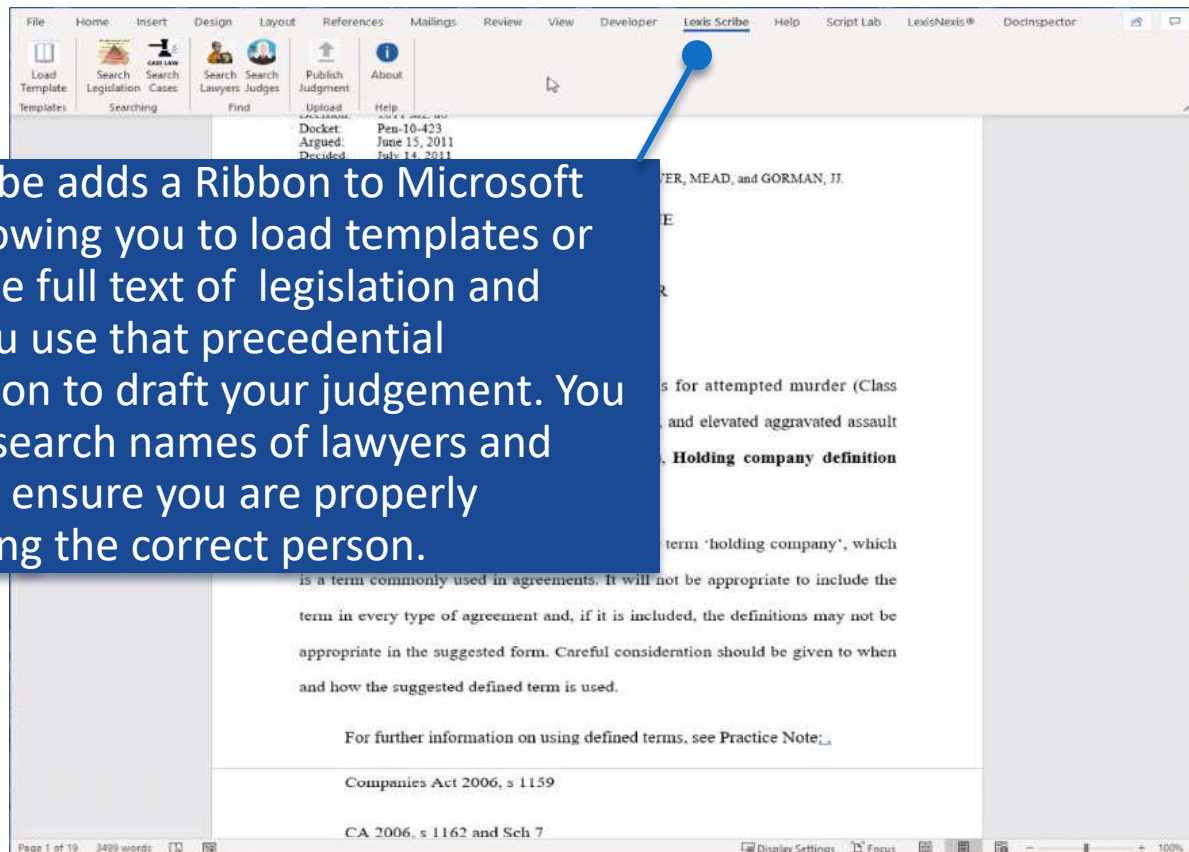 File Home Insert Design Layout References Mailings Review View Developer Lexis Scribe Help Script Lab LexisNexis® DocInspector
Load Template
Search Legislation
Search Cases
Search Lawyers
Search Judges
Publish Judgment
About
Templates Searching Find Upload Help
Docket: Pen-10-423
Argued: June 15, 2011
Decided: July 14, 2011
MEAD, and GORMAN, JJ.
be adds a Ribbon to Microsoft
owing you to load templates or
e full text of legislation and
u use that precedential
on to draft your judgement. You
search names of lawyers and
ensure you are properly
ng the correct person.
s for attempted murder (Class
and elevated aggravated assault
Holding company definition
term ‘holding company’, which
is a term commonly used in agreements. It will not be appropriate to include the
term in every type of agreement and, if it is included, the definitions may not be
appropriate in the suggested form. Careful consideration should be given to when
and how the suggested defined term is used.
For further information on using defined terms, see Practice Note: .
Companies Act 2006, s 1159
CA 2006, s 1162 and Sch 7
Page 1 of 19 3499 words Display Settings Focus 100%